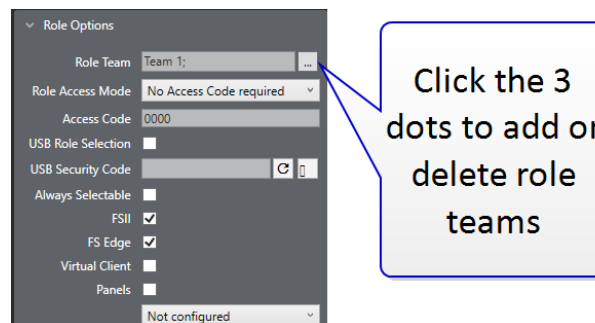 Role Options
Role Team Team 1; ...
Role Access Mode No Access Code required
Access Code 0000
USB Role Selection
USB Security Code
Always Selectable
FSII
FS Edge
Virtual Client
Panels
Not configured
Click the 3
dots to add or
delete role
teams